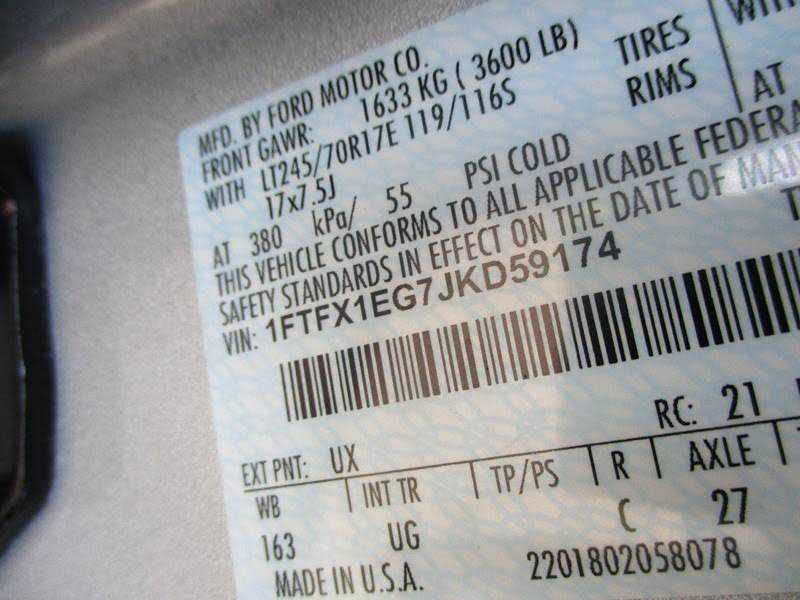 MFD. BY FORD MOTOR CO.
FRONT GAWR: 1633 KG ( 3600 LB) TIRES
WITH LT245/70R17E 119/116S RIMS
17x7.5J AT
AT 380 kPa/ 55 PSI COLD
THIS VEHICLE CONFORMS TO ALL APPLICABLE FEDERA
SAFETY STANDARDS IN EFFECT ON THE DATE OF MAN
VIN: 1FTFX1EG7JKD59174
RC: 21
EXT PNT: UX
WB INT TR TP/PS R AXLE
163 UG C 27
MADE IN U.S.A. 2201802058078